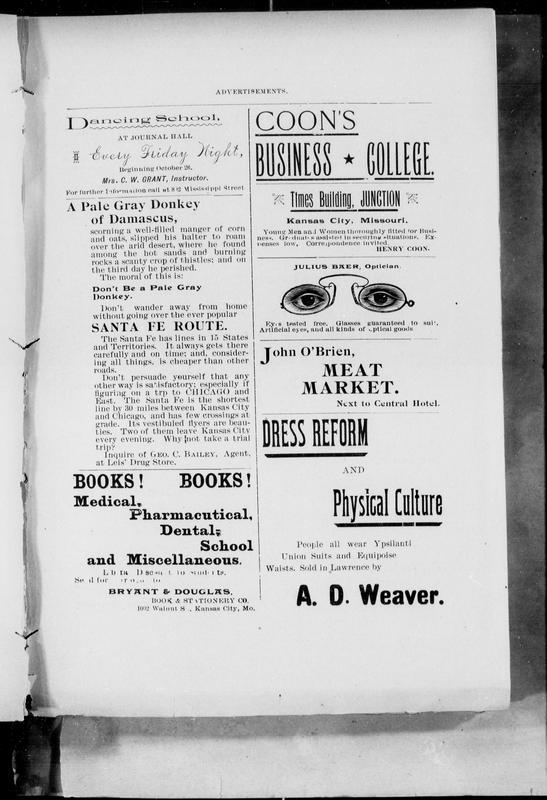 ADVERTISEMENTS.
Dancing School,
AT JOURNAL HALL
Every Friday Night,
Beginning October 26.
Mrs. C. W. GRANT, Instructor.
For further Information call at 802 Mississippi Street
A Pale Gray Donkey
of Damascus,
scorning a well-filled manger of corn
and oats, slipped his halter to roam
over the arid desert, where he found
among the hot sands and burning
rocks a scanty crop of thistles; and on
the third day he perished.
The moral of this is:
Don't Be a Pale Gray
Donkey.
Don't wander away from home
without going over the ever popular
SANTA FE ROUTE.
The Santa Fe has lines in 15 States
and Territories. It always gets there
carefully and on time; and, consider-
ing all things, is cheaper than other
roads.
Don't persuade yourself that any
other way is satisfactory; especially if
figuring on a trp to CHICAGO and
East. The Santa Fe is the shortest
line by 30 miles between Kansas City
and Chicago, and has few crossings at
grade. Its vestibuled flyers are beau-
ties. Two of them leave Kansas City
every evening. Why not take a trial
trip?
Inquire of GEO. C. BAILEY, Agent,
at Leis' Drug Store.
BOOKS! BOOKS!
Medical,
Pharmacutical,
Dental,
School
and Miscellaneous.
to students.
Send for
BRYANT & DOUGLAS,
BOOK & STATIONERY CO.
1002 Walnut S ., Kansas City, Mo.
COON'S
BUSINESS ★ COLLEGE.
Times Building, JUNCTION
Kansas City, Missouri.
Young Men and Women thoroughly fitted for Busi-
ness. Graduates assisted in securing situations. Ex-
penses low, Correspondence invited.
HENRY COON.
JULIUS BAER, Optician.
Eyes tested free. Glasses guaranteed to suit,
Artificial eyes, and all kinds of optical goods
John O'Brien,
MEAT
MARKET.
Next to Central Hotel.
DRESS REFORM
AND
Physical Culture
People all wear Ypsilanti
Union Suits and Equipoise
Waists. Sold in Lawrence by
A. D. Weaver.